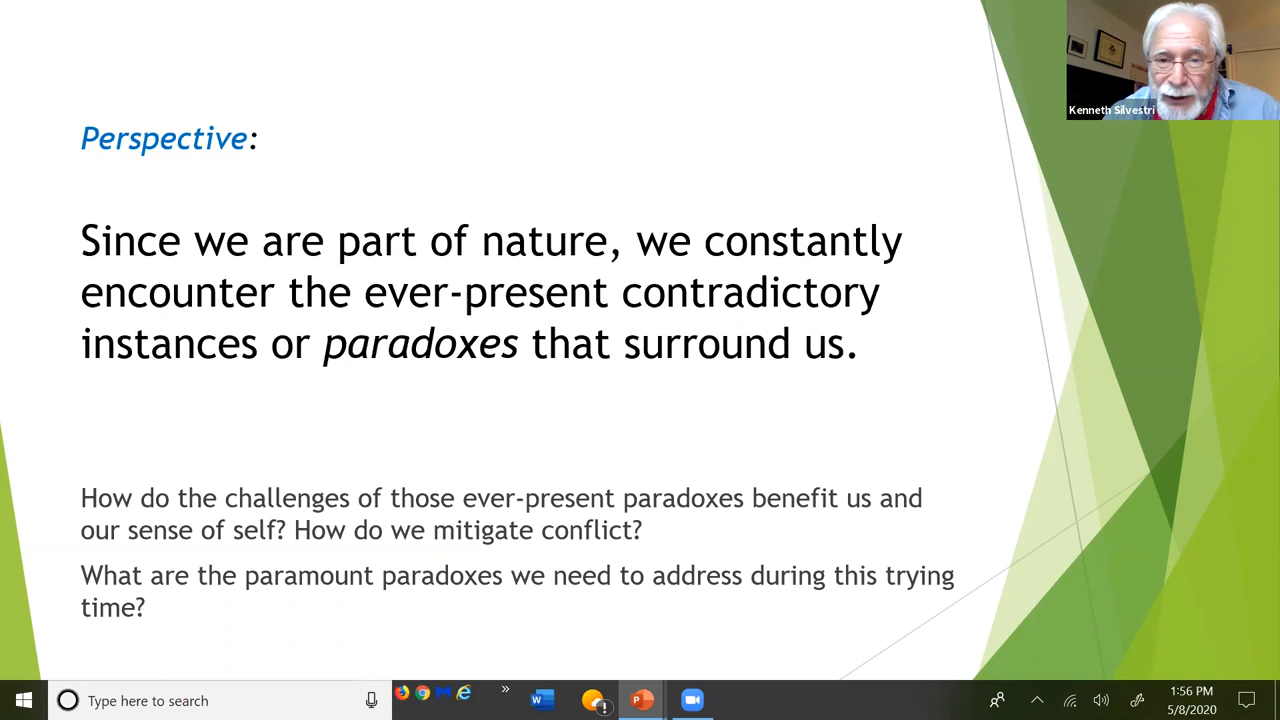 Perspective:
Since we are part of nature, we constantly
encounter the ever-present contradictory
instances or paradoxes that surround us.
How do the challenges of those ever-present paradoxes benefit us and
our sense of self? How do we mitigate conflict?
What are the paramount paradoxes we need to address during this trying
time?
Kenneth Silvestri
Type here to search
1:56 PM
5/8/2020